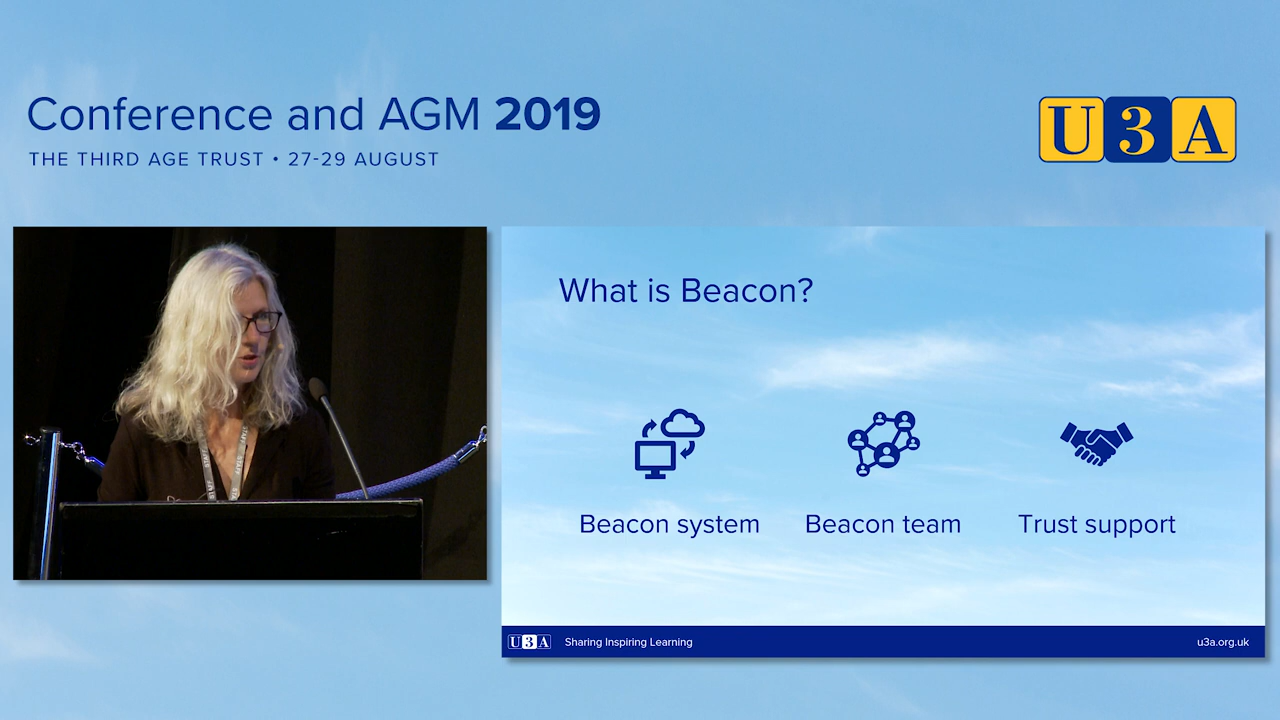 Conference and AGM 2019
THE THIRD AGE TRUST • 27-29 AUGUST
U3A
What is Beacon?
Beacon system
Beacon team
Trust support
U3A
Sharing Inspiring Learning
u3a.org.uk